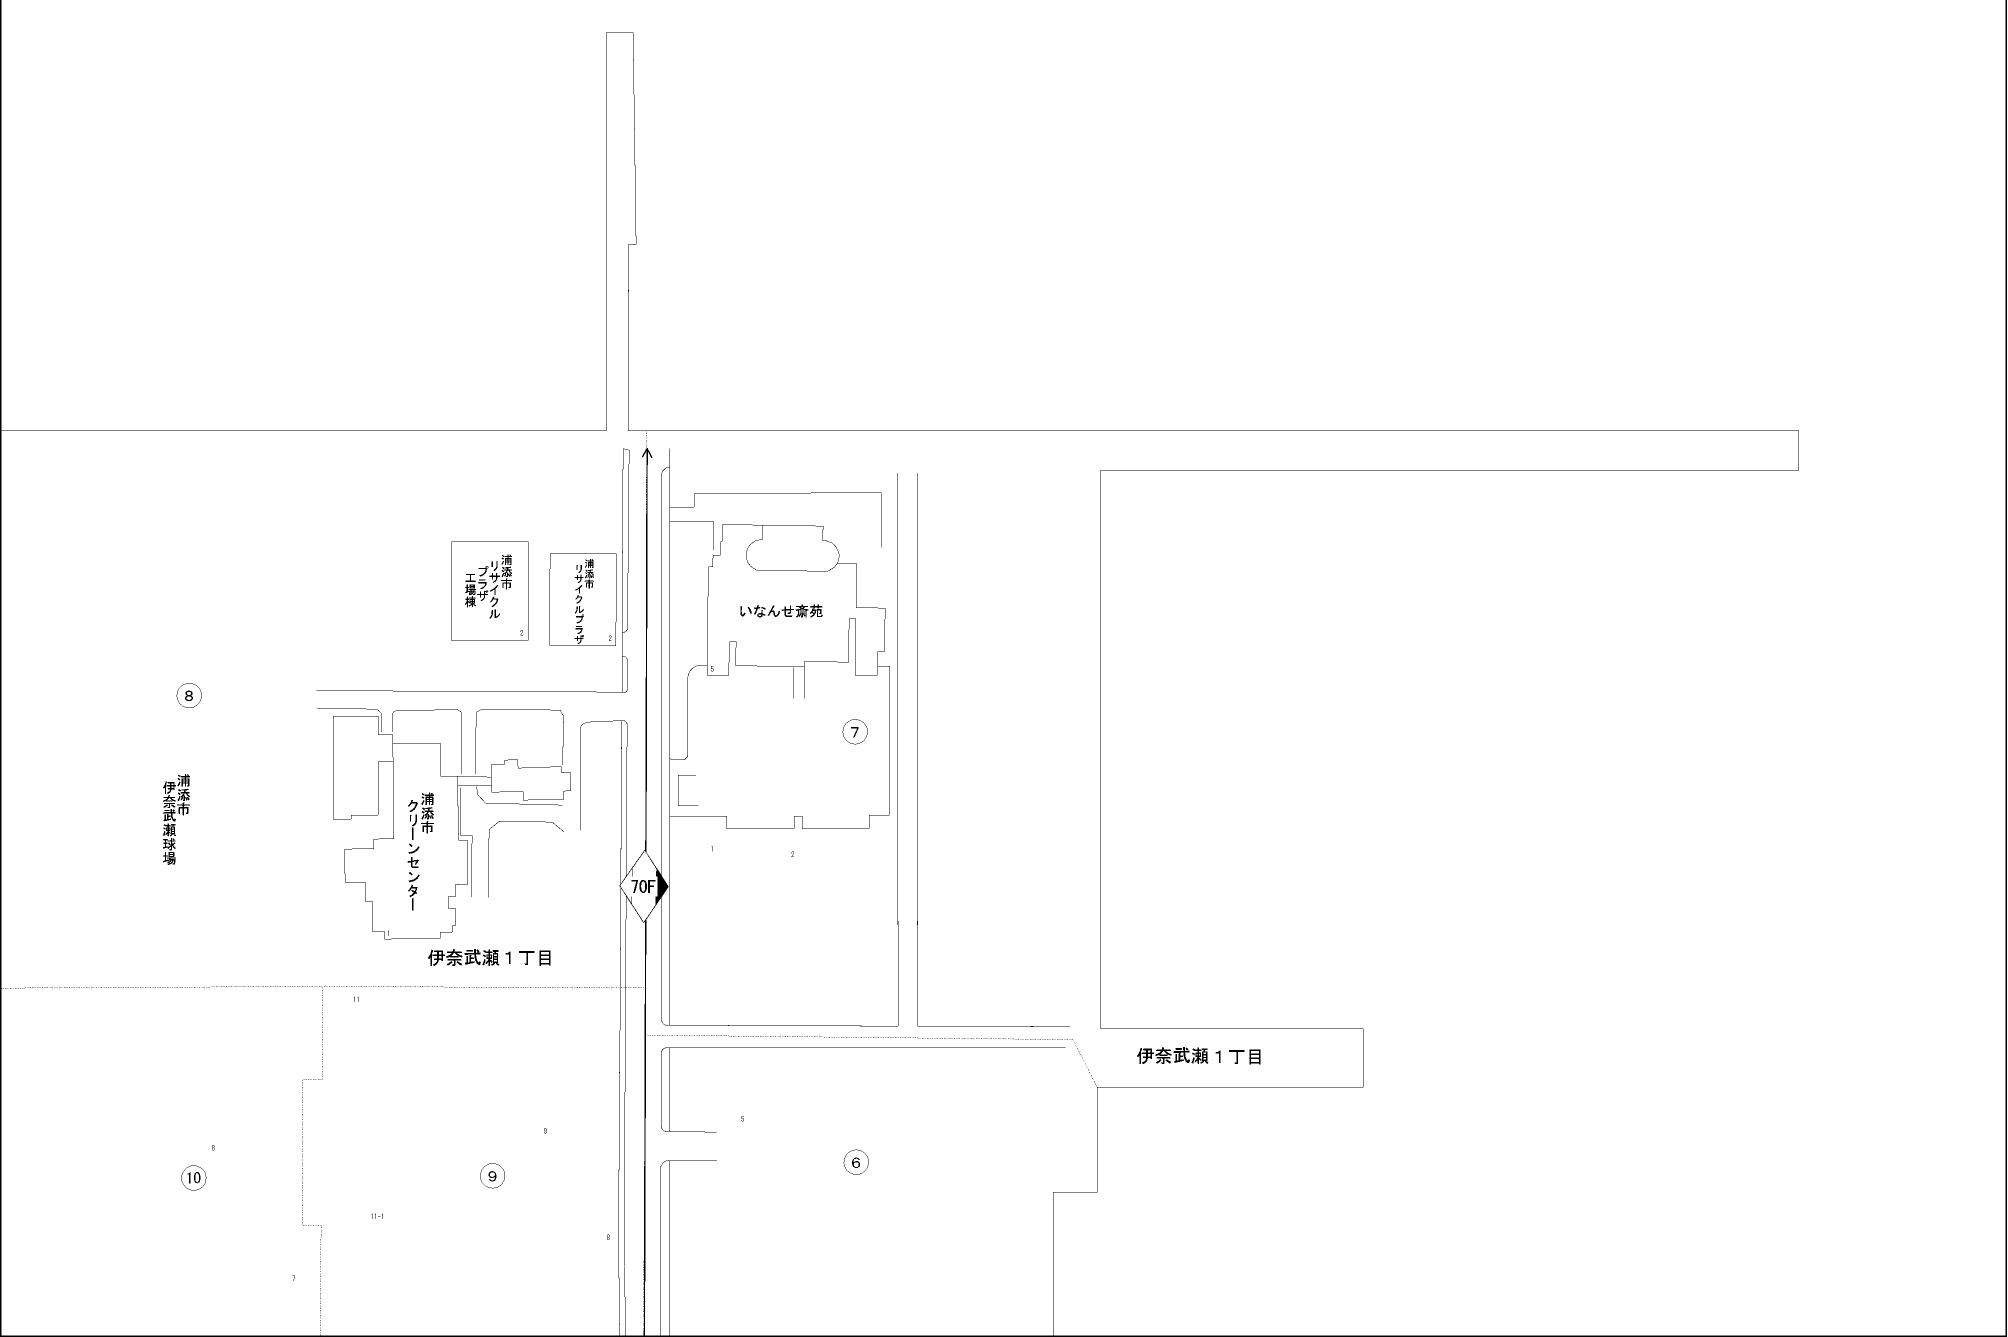 浦添市
リサイクル
プラザ
工場棟
2
浦添市
リサイクルプラザ
2
いなんせ斎苑
5
8
7
浦添市
伊奈武瀬球場
浦添市
クリーンセンター
1
2
70F
伊奈武瀬1丁目
11
伊奈武瀬1丁目
5
9
8
10
9
6
11-1
8
7